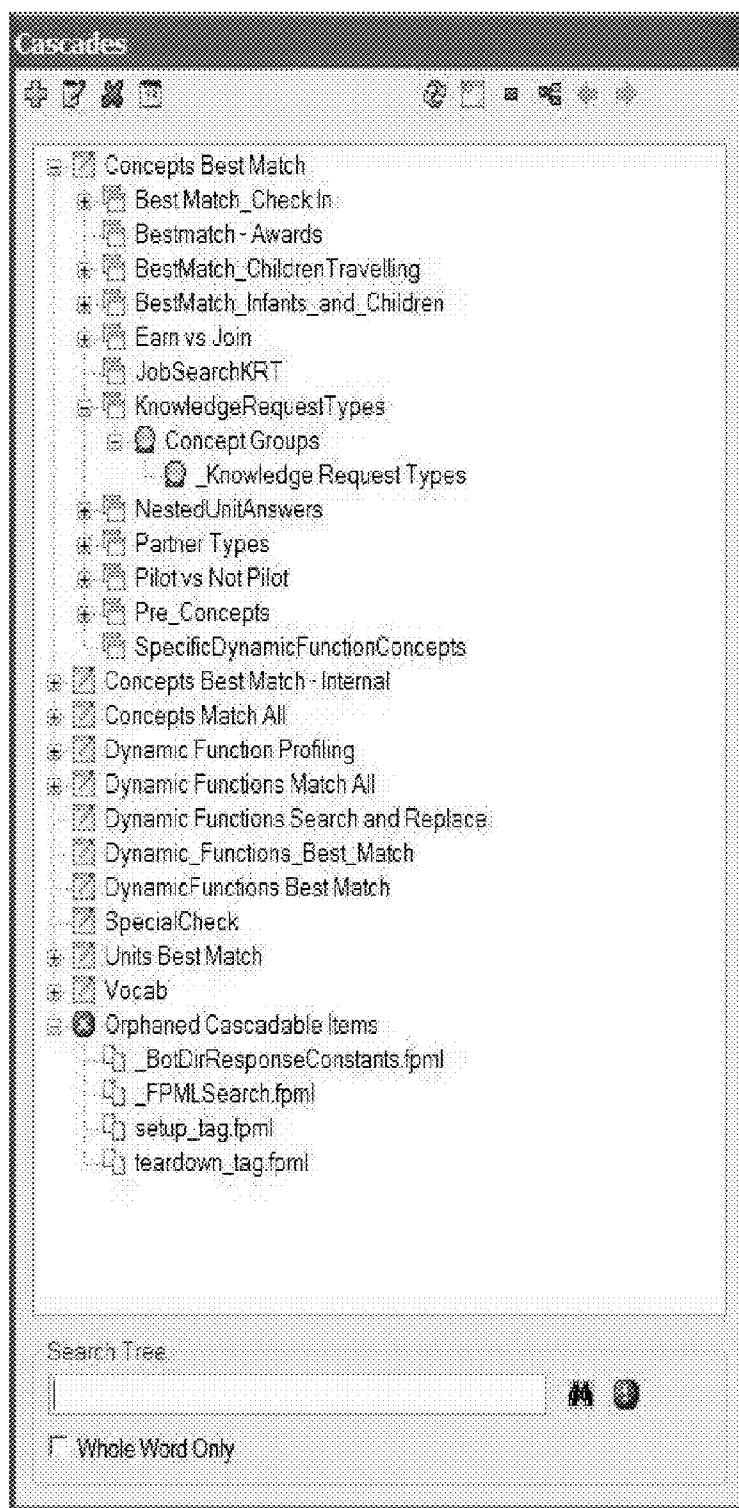 Cascades
Concepts Best Match
Best Match_Check In
Bestmatch - Awards
BestMatch_ChildrenTravelling
BestMatch_Infants_and_Children
Earn vs Join
JobSearchKRT
KnowledgeRequestTypes
Concept Groups
_Knowledge Request Types
NestedUnitAnswers
Partner Types
Pilot vs Not Pilot
Pre_Concepts
SpecificDynamicFunctionConcepts
Concepts Best Match - Internal
Concepts Match All
Dynamic Function Profiling
Dynamic Functions Match All
Dynamic Functions Search and Replace
Dynamic_Functions_Best_Match
DynamicFunctions Best Match
SpecialCheck
Units Best Match
Vocab
Orphaned Cascadable Items
_BotDirResponseConstants.fpml
_FPMLSearch.fpml
setup_tag.fpml
teardown_tag.fpml
Search Tree
Whole Word Only